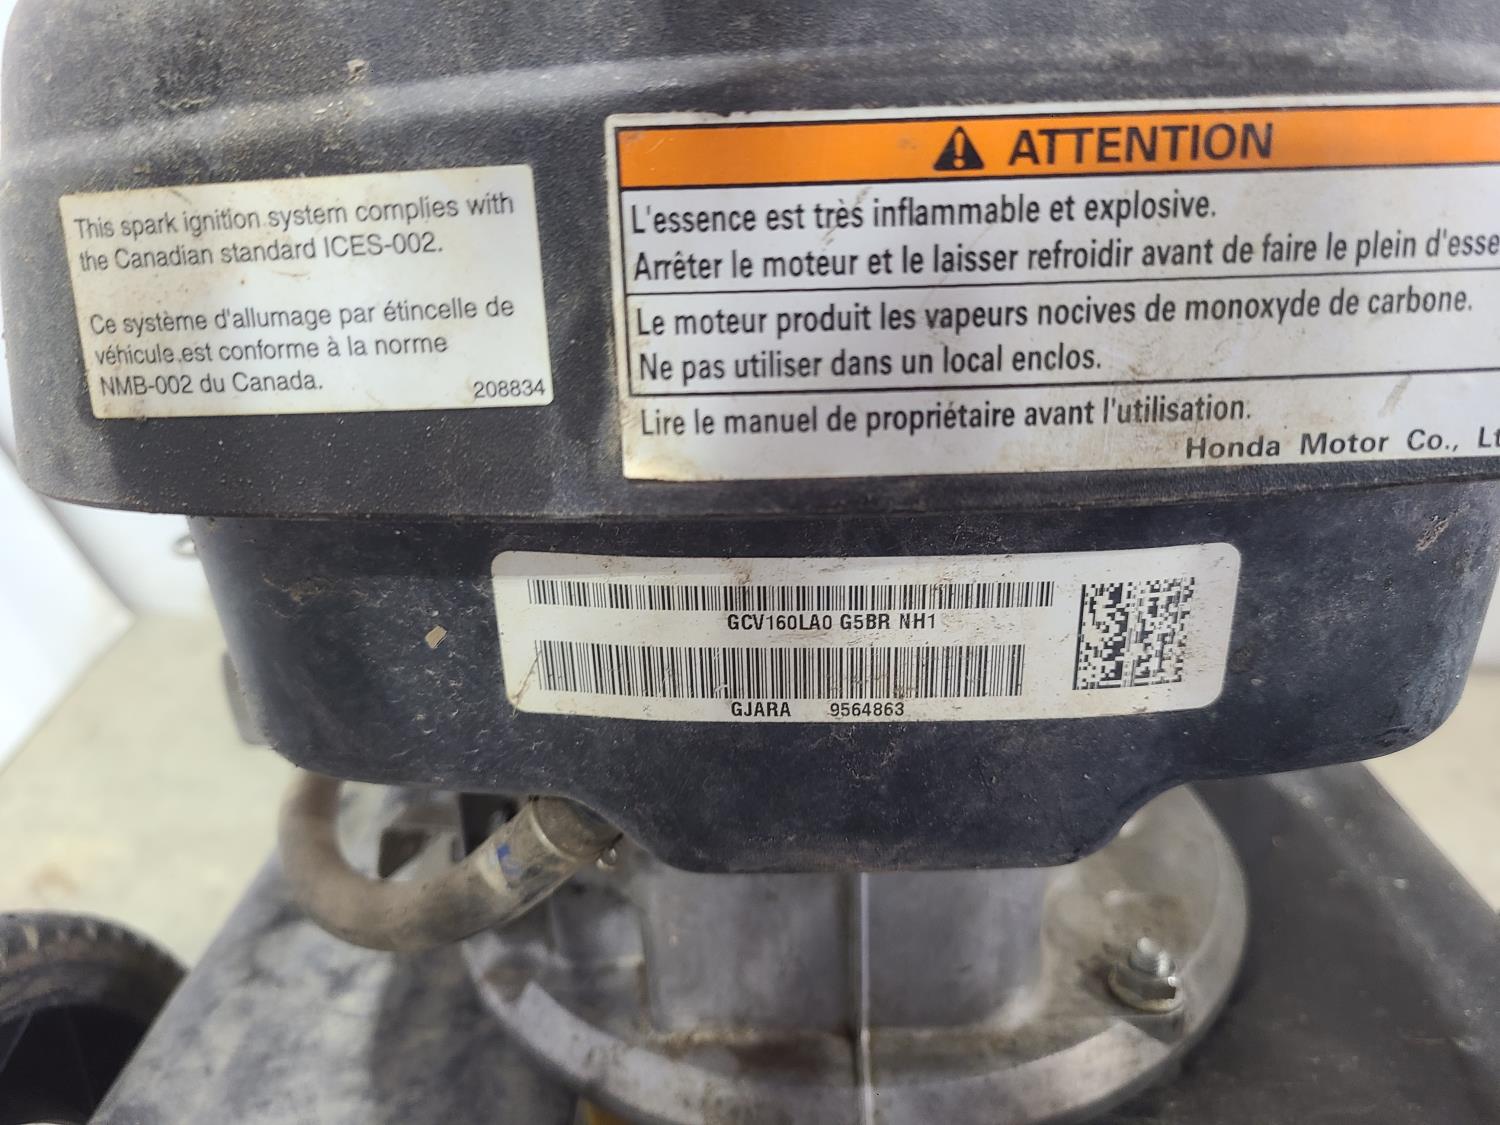 This spark ignition system complies with
the Canadian standard ICES-002.
Ce système d'allumage par étincelle de
véhicule est conforme à la norme
NMB-002 du Canada.
208834
ATTENTION
L'essence est très inflammable et explosive.
Arrêter le moteur et le laisser refroidir avant de faire le plein d'esse
Le moteur produit les vapeurs nocives de monoxyde de carbone.
Ne pas utiliser dans un local enclos.
Lire le manuel de propriétaire avant l'utilisation.
Honda Motor Co., Lt
GCV160LA0 G5BR NH1
GJARA 9564863